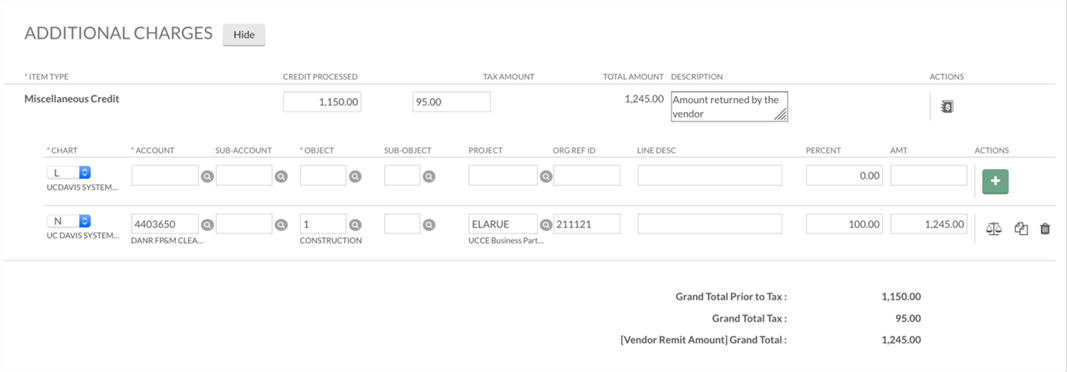 ADDITIONAL CHARGES Hide
* ITEM TYPE CREDIT PROCESSED TAX AMOUNT TOTAL AMOUNT DESCRIPTION ACTIONS
Miscellaneous Credit 1,150.00 95.00 1,245.00 Amount returned by the
vendor
* CHART * ACCOUNT SUB-ACCOUNT * OBJECT SUB-OBJECT PROJECT ORG REF ID LINE DESC PERCENT AMT ACTIONS
L 0.00
UCDAVIS SYSTEM...
N 4403650 1 ELARUE 211121 100.00 1,245.00
UC DAVIS SYSTEM... DANR FP&M CLEA... CONSTRUCTION UCCE Business Part...
Grand Total Prior to Tax : 1,150.00
Grand Total Tax : 95.00
[Vendor Remit Amount] Grand Total : 1,245.00